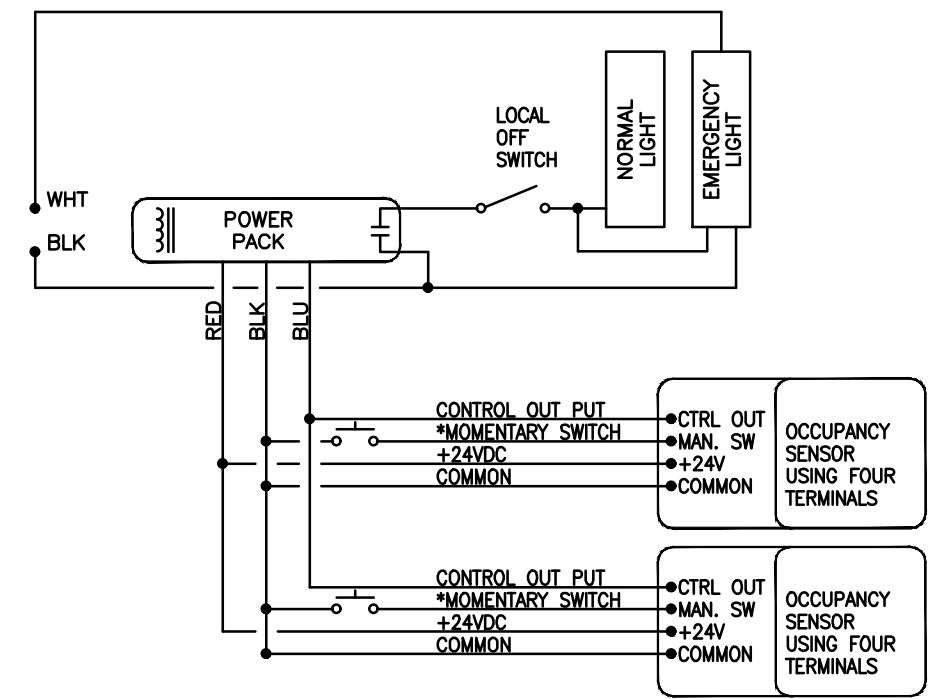 LOCAL
OFF
SWITCH
NORMAL
LIGHT
EMERGENCY
LIGHT
WHT
BLK
POWER
PACK
RED
BLK
BLU
CONTROL OUT PUT
*MOMENTARY SWITCH
+24VDC
COMMON
CTRL OUT
MAN. SW
+24V
COMMON
OCCUPANCY
SENSOR
USING FOUR
TERMINALS
CONTROL OUT PUT
*MOMENTARY SWITCH
+24VDC
COMMON
CTRL OUT
MAN. SW
+24V
COMMON
OCCUPANCY
SENSOR
USING FOUR
TERMINALS